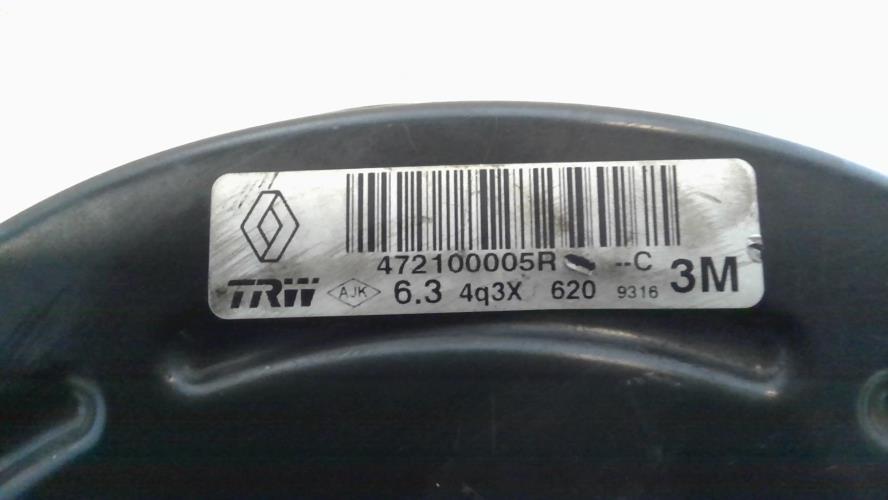 472100005R --C
TRW AJK 6.3 4q3X 620 9316 3M